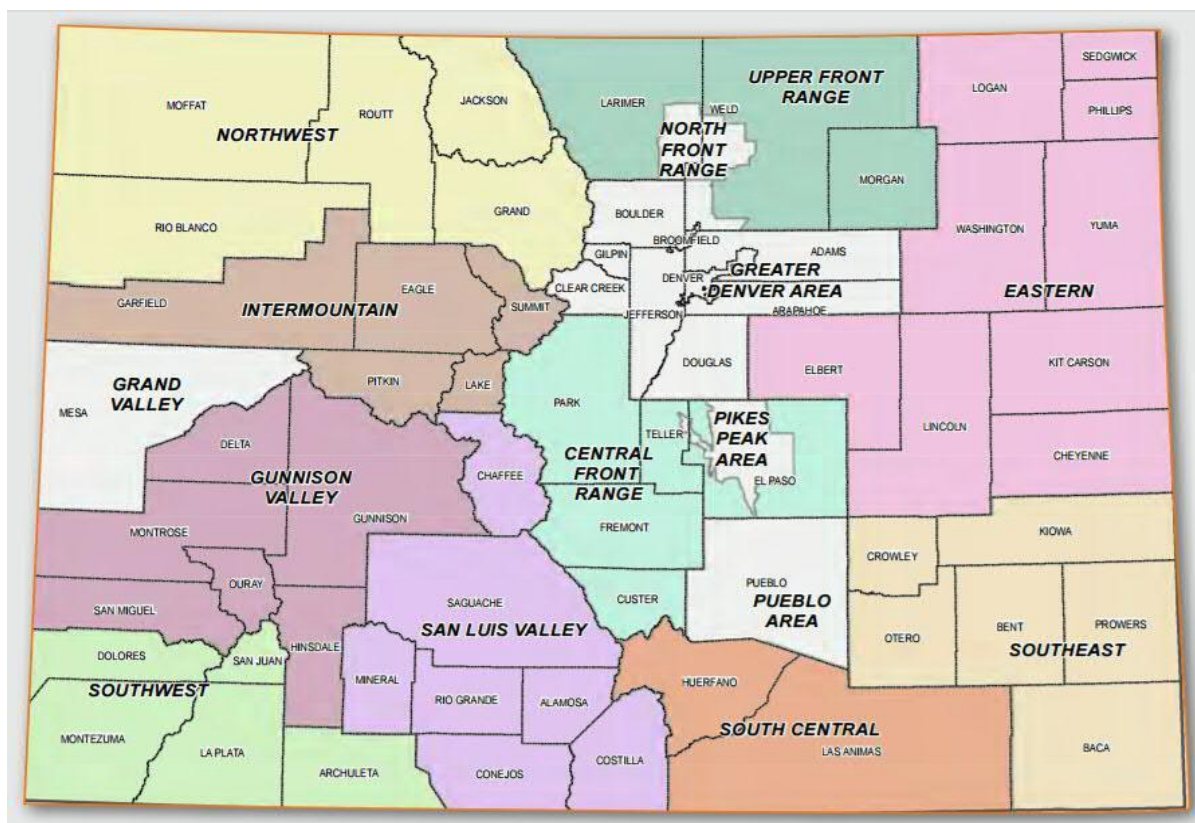 SEDGWICK
LOGAN
UPPER FRONT
RANGE
MOFFAT
JACKSON
LARIMER
WELD
PHILLIPS
ROUTT
NORTHWEST
NORTH
FRONT
RANGE
MORGAN
GRAND
BOULDER
RIO BLANCO
WASHINGTON
YUMA
BROOMFIELD
GILPIN
ADAMS
DENVER
GREATER
DENVER AREA
CLEAR CREEK
EAGLE
GARFIELD
INTERMOUNTAIN
SUMMIT
EASTERN
JEFFERSON
ARAPAHOE
DOUGLAS
ELBERT
KIT CARSON
GRAND
VALLEY
MESA
PITKIN
LAKE
PARK
PIKES
PEAK
AREA
TELLER
LINCOLN
DELTA
CENTRAL
FRONT
RANGE
CHEYENNE
GUNNISON
VALLEY
CHAFFEE
EL PASO
MONTROSE
GUNNISON
FREMONT
KIOWA
CROWLEY
OURAY
PUEBLO
PUEBLO
AREA
SAN MIGUEL
SAGUACHE
CUSTER
SAN LUIS VALLEY
OTERO
BENT
PROWERS
SOUTHEAST
HINSDALE
DOLORES
SAN JUAN
SOUTHWEST
MINERAL
RIO GRANDE
ALAMOSA
HUERFANO
SOUTH CENTRAL
MONTEZUMA
LA PLATA
ARCHULETA
CONEJOS
COSTILLA
LAS ANIMAS
BACA